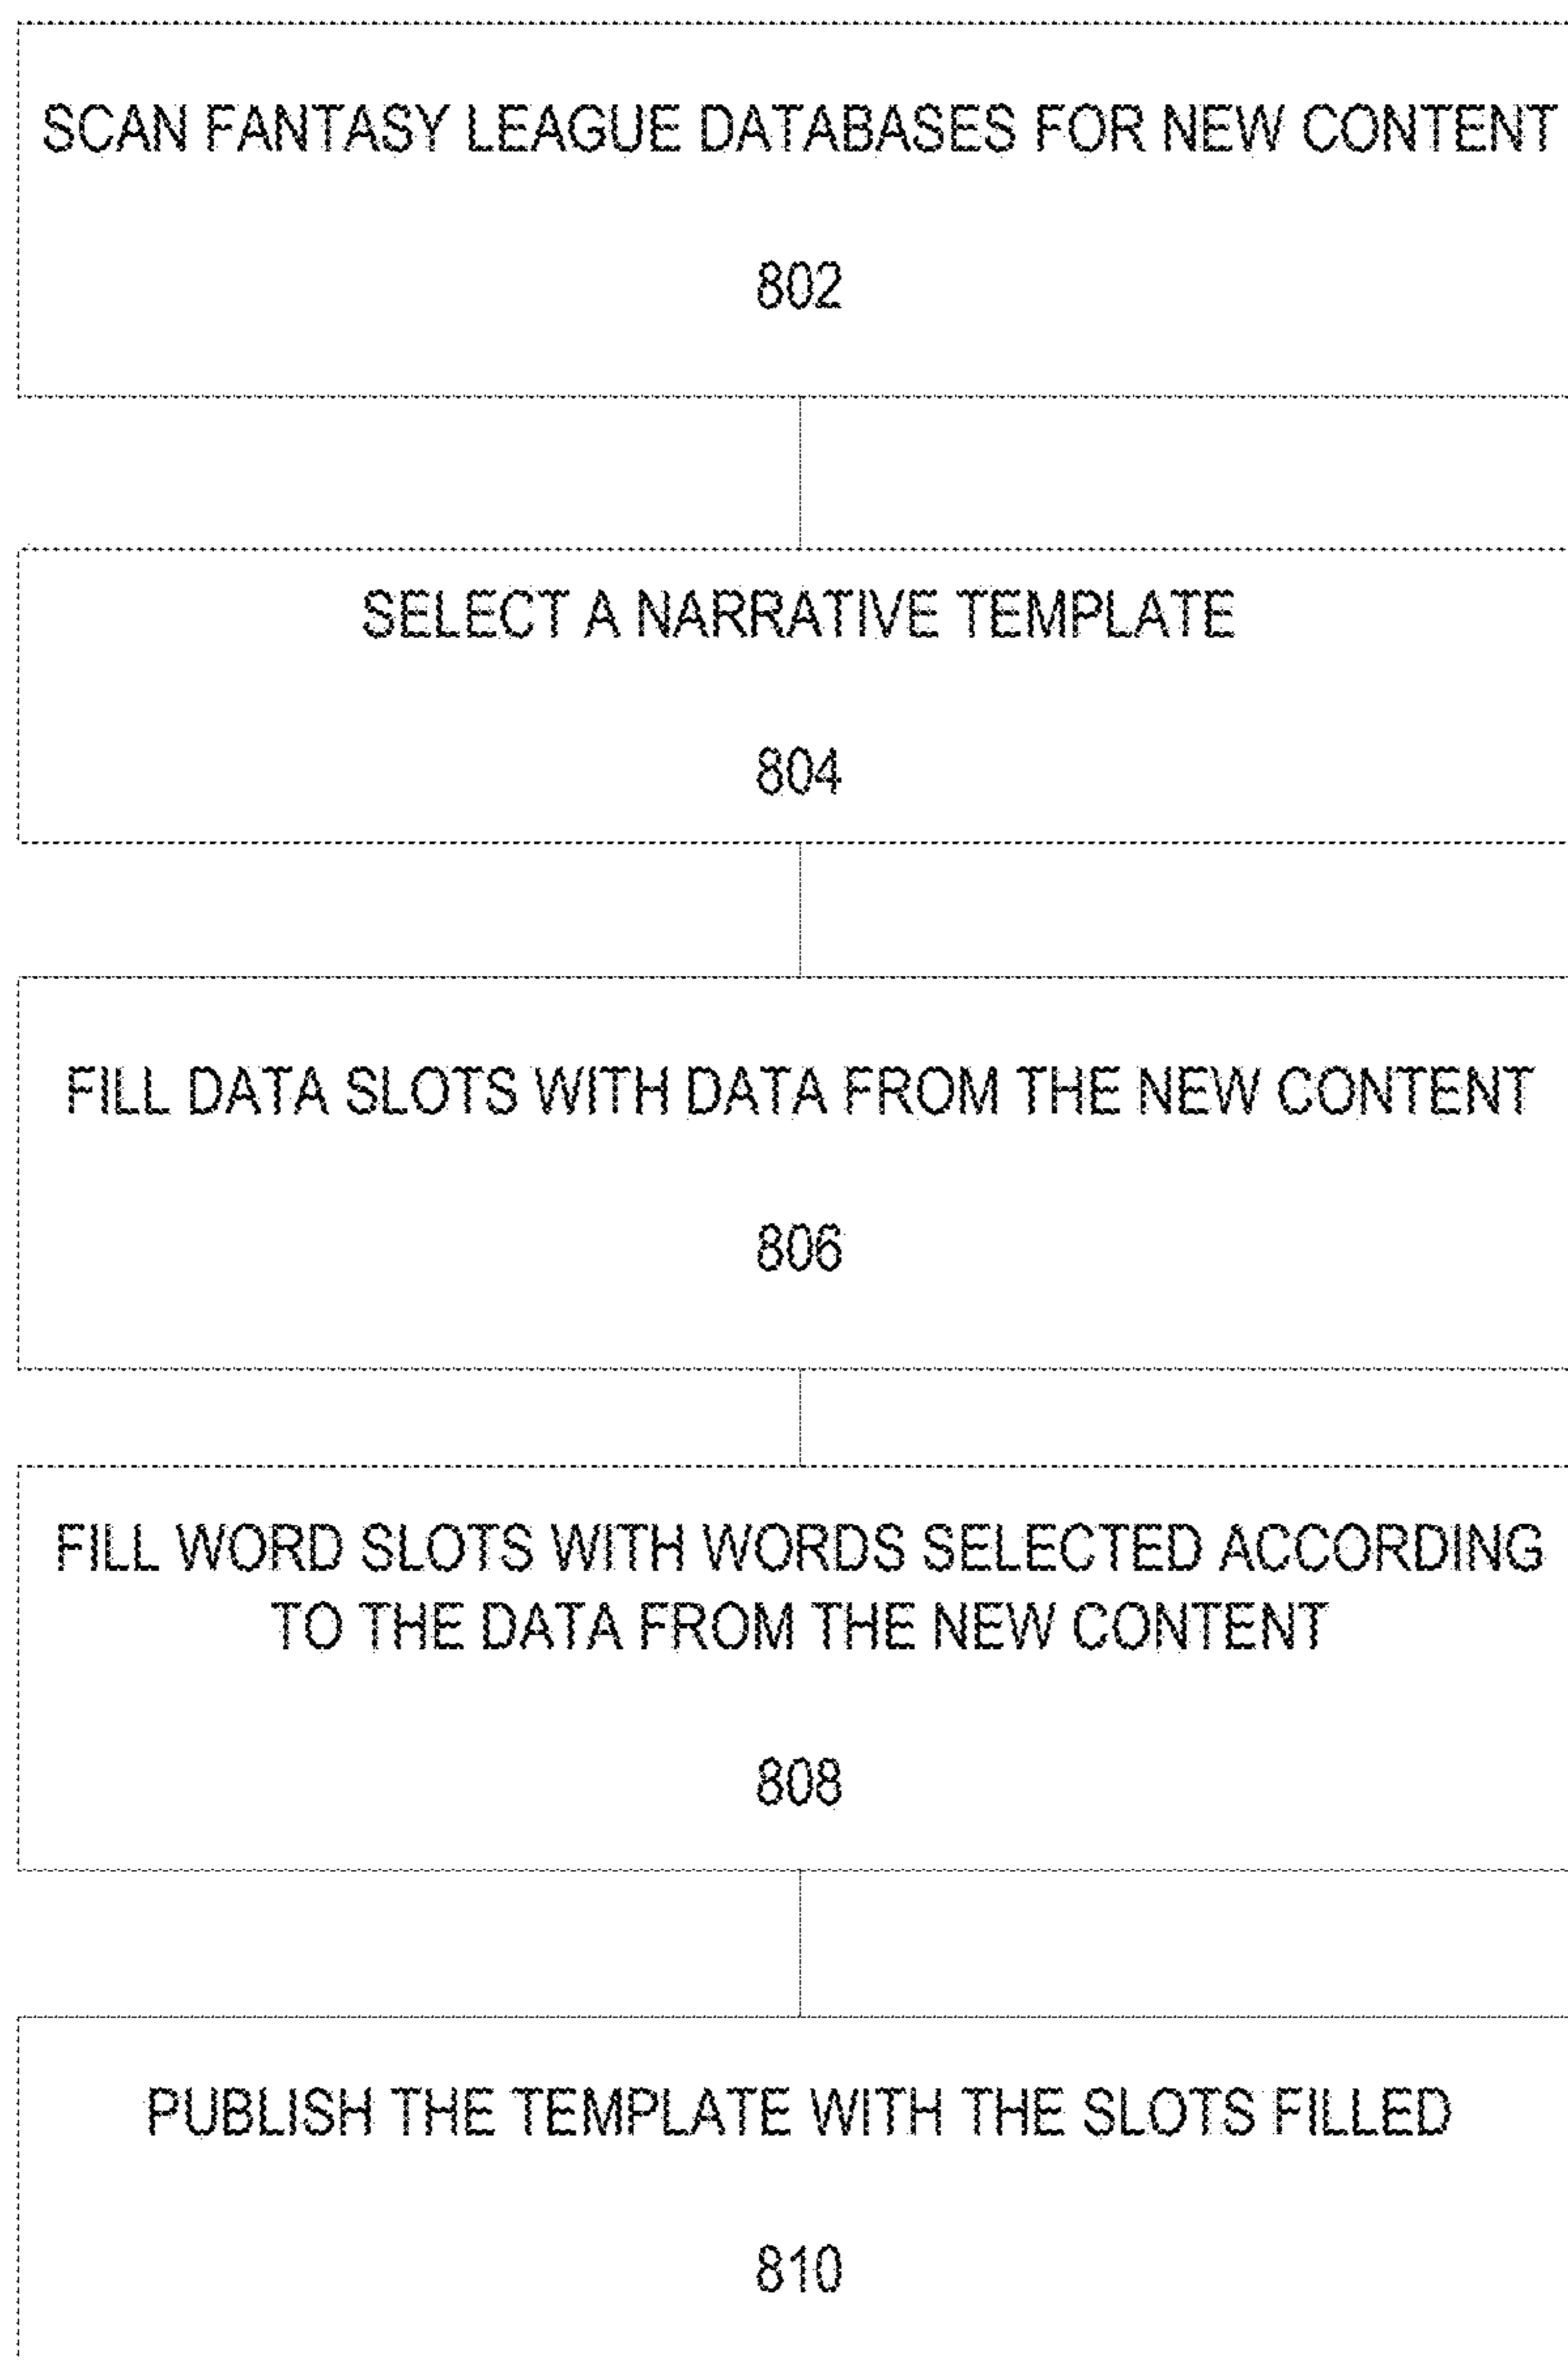 SCAN FANTASY LEAGUE DATABASES FOR NEW CONTENT
802
SELECT A NARRATIVE TEMPLATE
804
FILL DATA SLOTS WITH DATA FROM THE NEW CONTENT
806
FILL WORD SLOTS WITH WORDS SELECTED ACCORDING
TO THE DATA FROM THE NEW CONTENT
808
PUBLISH THE TEMPLATE WITH THE SLOTS FILLED
810